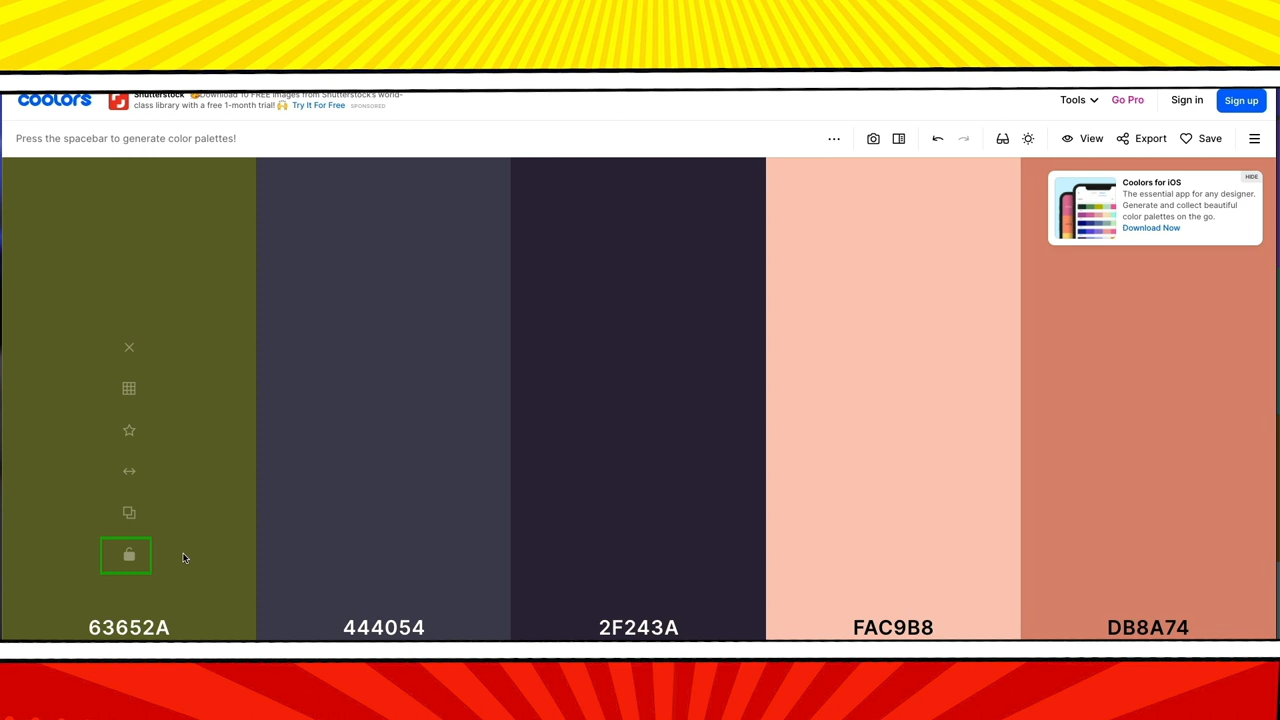 coolors
Shutterstock Download 10 FREE images from Shutterstock's world-
class library with a free 1-month trial! Try It For Free SPONSORED
Tools Go Pro Sign in Sign up
Press the spacebar to generate color palettes!
View Export Save
HIDE
Coolors for iOS
The essential app for any designer.
Generate and collect beautiful
color palettes on the go.
Download Now
63652A 444054 2F243A FAC9B8 DB8A74